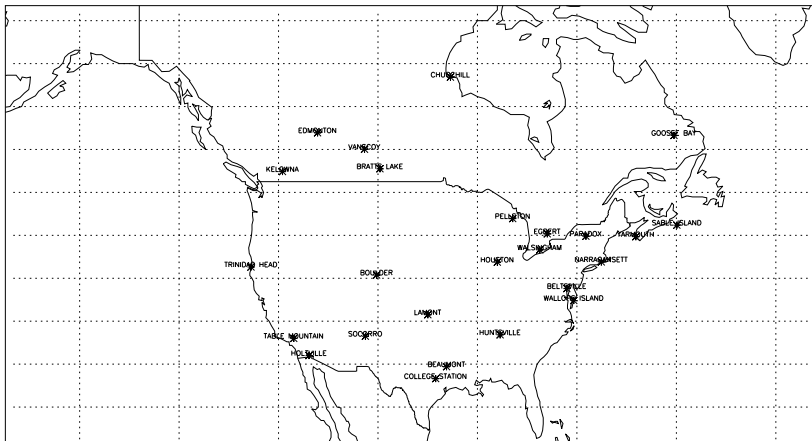 CHURCHILL
EDMONTON
GOOSE BAY
VANSCOY
KELOWNA
BRATTS LAKE
PELLSTON
SABLE ISLAND
EGBERT
PARADOX
YARMOUTH
WALSINGHAM
TRINIDAD HEAD
HOUGTON
NARRAGANSETT
BOULDER
BELTSVILLE
WALLOPS ISLAND
LAMONT
TABLE MOUNTAIN
SOCORRO
HUNTSVILLE
HOLTVILLE
BEAUMONT
COLLEGE STATION